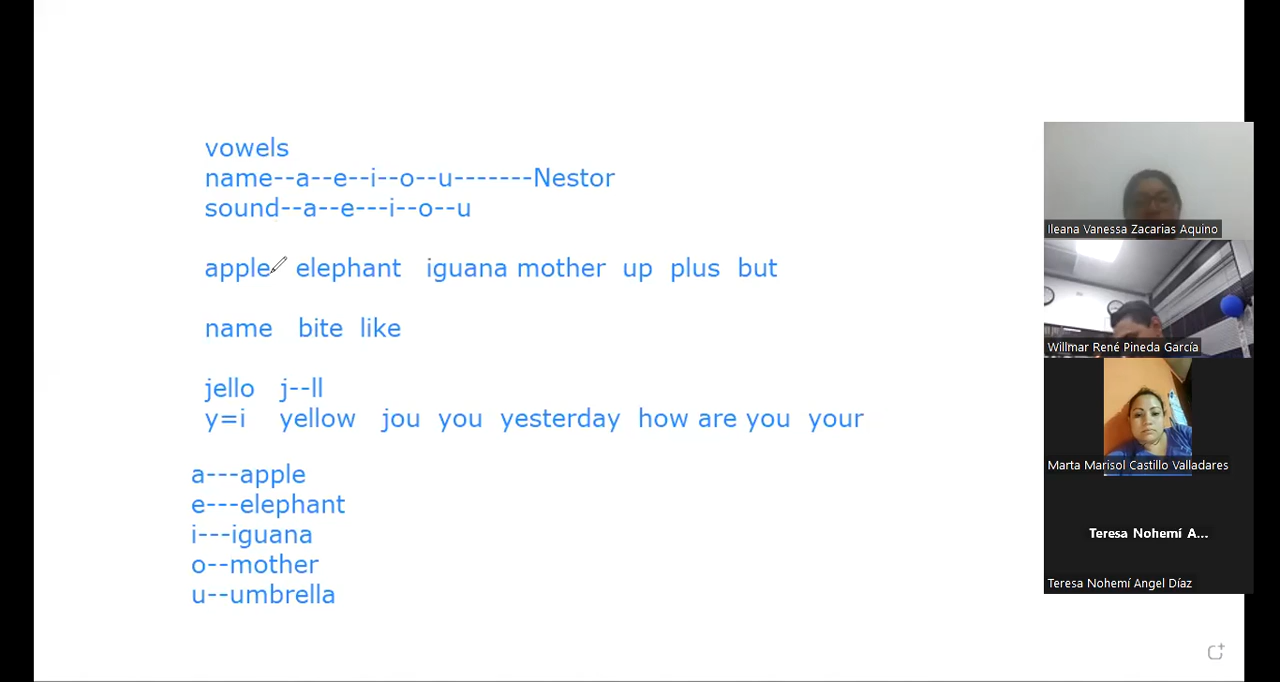 vowels
name--a--e--i--o--u-------Nestor
sound--a--e---i--o--u
apple elephant iguana mother up plus but
name bite like
jello j--ll
y=i yellow jou you yesterday how are you your
a---apple
e---elephant
i---iguana
o--mother
u--umbrella
Ileana Vanessa Zacarias Aquino
Willmar René Pineda García
Marta Marisol Castillo Valladares
Teresa Nohemí A...
Teresa Nohemí Angel Díaz